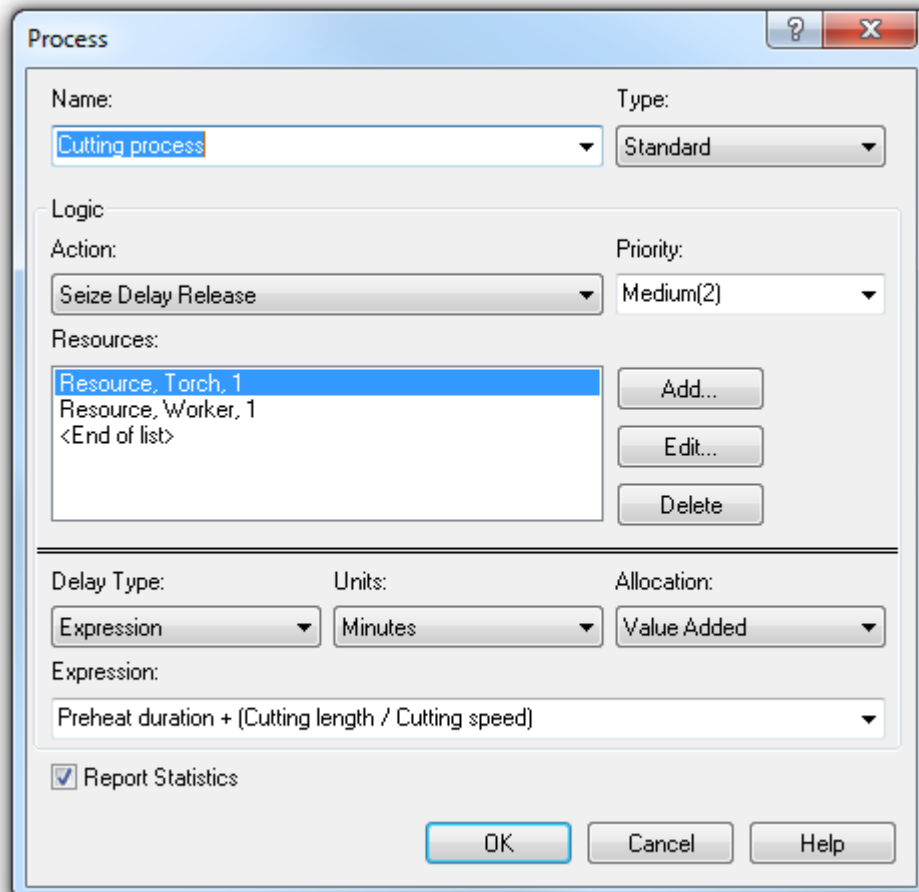 Process
?
X
Name:
Type:
Cutting process
Standard
Logic
Action:
Priority:
Seize Delay Release
Medium(2)
Resources:
Resource, Torch, 1
Resource, Worker, 1
<End of list>
Add...
Edit...
Delete
Delay Type:
Units:
Allocation:
Expression
Minutes
Value Added
Expression:
Preheat duration + (Cutting length / Cutting speed)
Report Statistics
OK
Cancel
Help